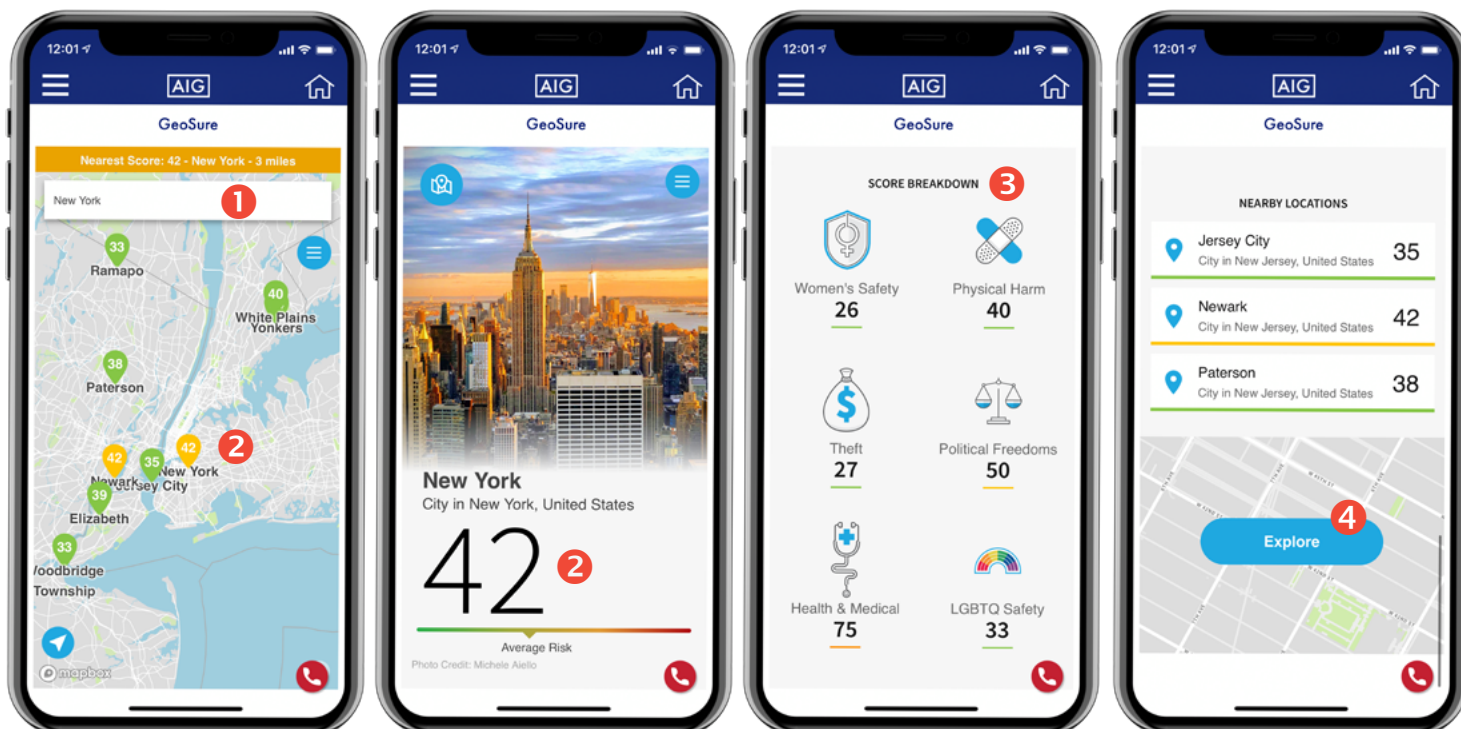 12:01
AIG
GeoSure
Nearest Score: 42 - New York - 3 miles
New York
1
33
Ramapo
40
White Plains
Yonkers
38
Paterson
42
2
42
35
New York
Newark
Jersey City
39
Elizabeth
33
Woodbridge
Township
mapbox
12:01
AIG
GeoSure
New York
City in New York, United States
42
2
Average Risk
Photo Credit: Michele Aiello
12:01
AIG
GeoSure
SCORE BREAKDOWN
3
Women's Safety
26
Physical Harm
40
$
Theft
27
Political Freedoms
50
Health & Medical
75
LGBTQ Safety
33
12:01
AIG
GeoSure
NEARBY LOCATIONS
Jersey City
City in New Jersey, United States
35
Newark
City in New Jersey, United States
42
Paterson
City in New Jersey, United States
38
4
Explore
W 42ND ST